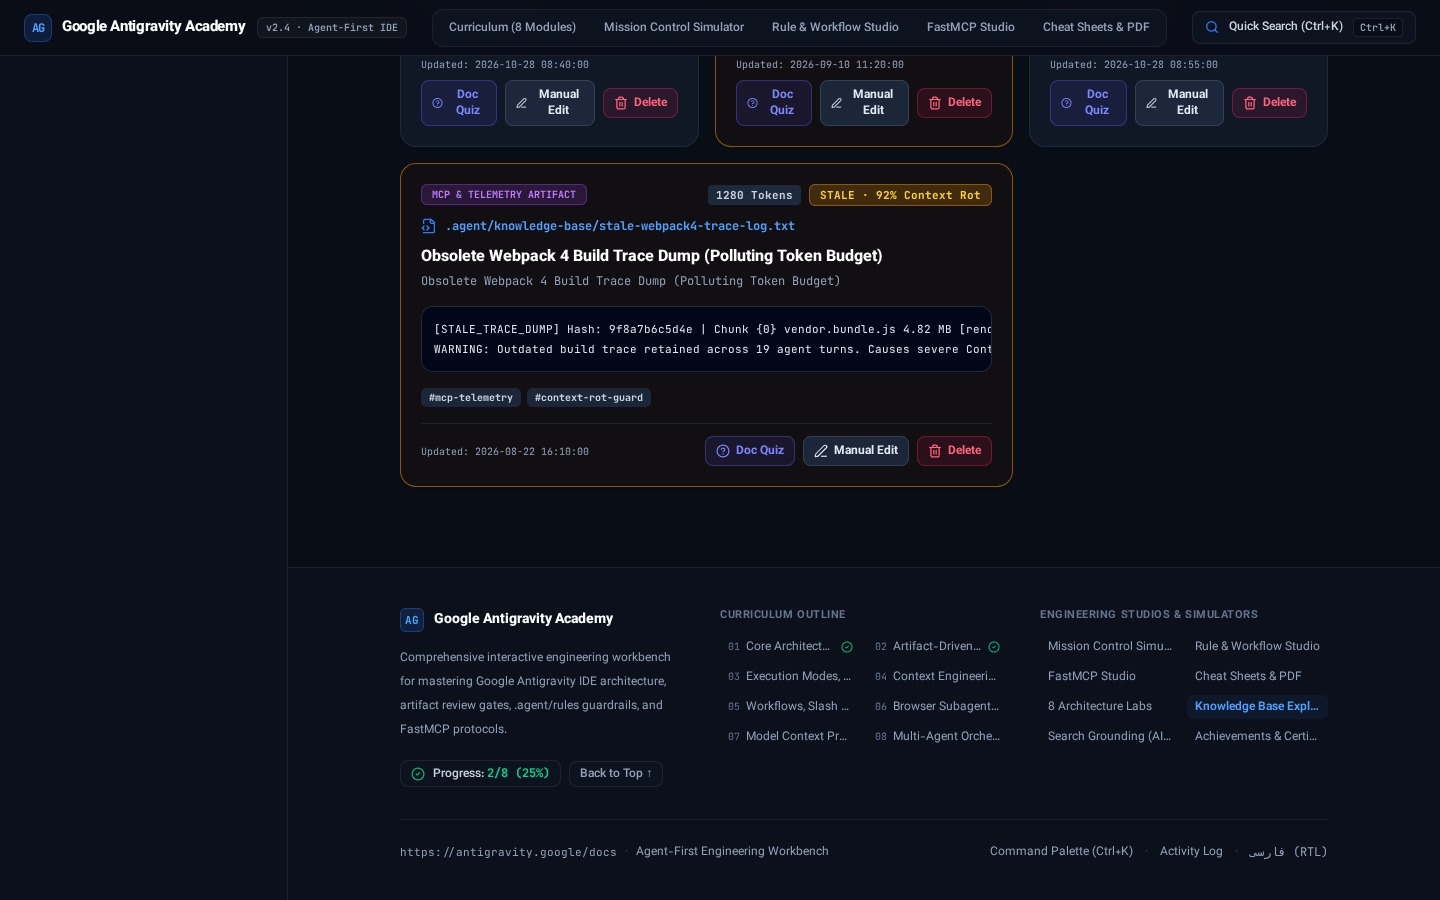 AG Google Antigravity Academy v2.4 · Agent-First IDE Curriculum (8 Modules) Mission Control Simulator Rule & Workflow Studio FastMCP Studio Cheat Sheets & PDF Quick Search (Ctrl+K) Ctrl+K
Updated: 2026-10-28 08:40:00 Updated: 2026-09-10 11:20:00 Updated: 2026-10-28 08:55:00
Doc Quiz Manual Edit Delete Doc Quiz Manual Edit Delete Doc Quiz Manual Edit Delete
MCP & TELEMETRY ARTIFACT 1280 Tokens STALE · 92% Context Rot
.agent/knowledge-base/stale-webpack4-trace-log.txt
Obsolete Webpack 4 Build Trace Dump (Polluting Token Budget)
Obsolete Webpack 4 Build Trace Dump (Polluting Token Budget)
[STALE_TRACE_DUMP] Hash: 9f8a7b6c5d4e | Chunk {0} vendor.bundle.js 4.82 MB [rend
WARNING: Outdated build trace retained across 19 agent turns. Causes severe Cont
#mcp-telemetry #context-rot-guard
Updated: 2026-08-22 16:10:00 Doc Quiz Manual Edit Delete
AG Google Antigravity Academy
Comprehensive interactive engineering workbench
for mastering Google Antigravity IDE architecture,
artifact review gates, .agent/rules guardrails, and
FastMCP protocols.
Progress: 2/8 (25%) Back to Top ↑
CURRICULUM OUTLINE
01 Core Architect... 02 Artifact-Driven...
03 Execution Modes, ... 04 Context Engineeri...
05 Workflows, Slash ... 06 Browser Subagent...
07 Model Context Pr... 08 Multi-Agent Orche...
ENGINEERING STUDIOS & SIMULATORS
Mission Control Simu... Rule & Workflow Studio
FastMCP Studio Cheat Sheets & PDF
8 Architecture Labs Knowledge Base Expl...
Search Grounding (AI... Achievements & Certi...
https://antigravity.google/docs · Agent-First Engineering Workbench Command Palette (Ctrl+K) · Activity Log · فارسی (RTL)